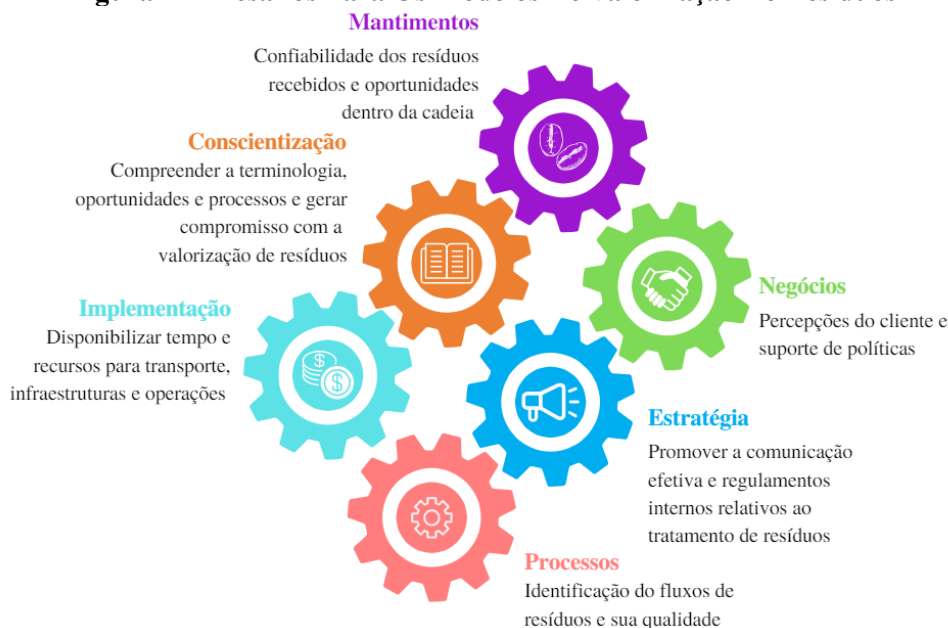 Mantimentos
Confiabilidade dos resíduos
recebidos e oportunidades
dentro da cadeia
Conscientização
Compreender a terminologia,
oportunidades e processos e gerar
compromisso com a
valorização de resíduos
Negócios
Percepções do cliente e
suporte de políticas
Implementação
Disponibilizar tempo e
recursos para transporte,
infraestruturas e operações
$
$
Estratégia
Promover a comunicação
efetiva e regulamentos
internos relativos ao
tratamento de resíduos
Processos
Identificação do fluxos de
resíduos e sua qualidade